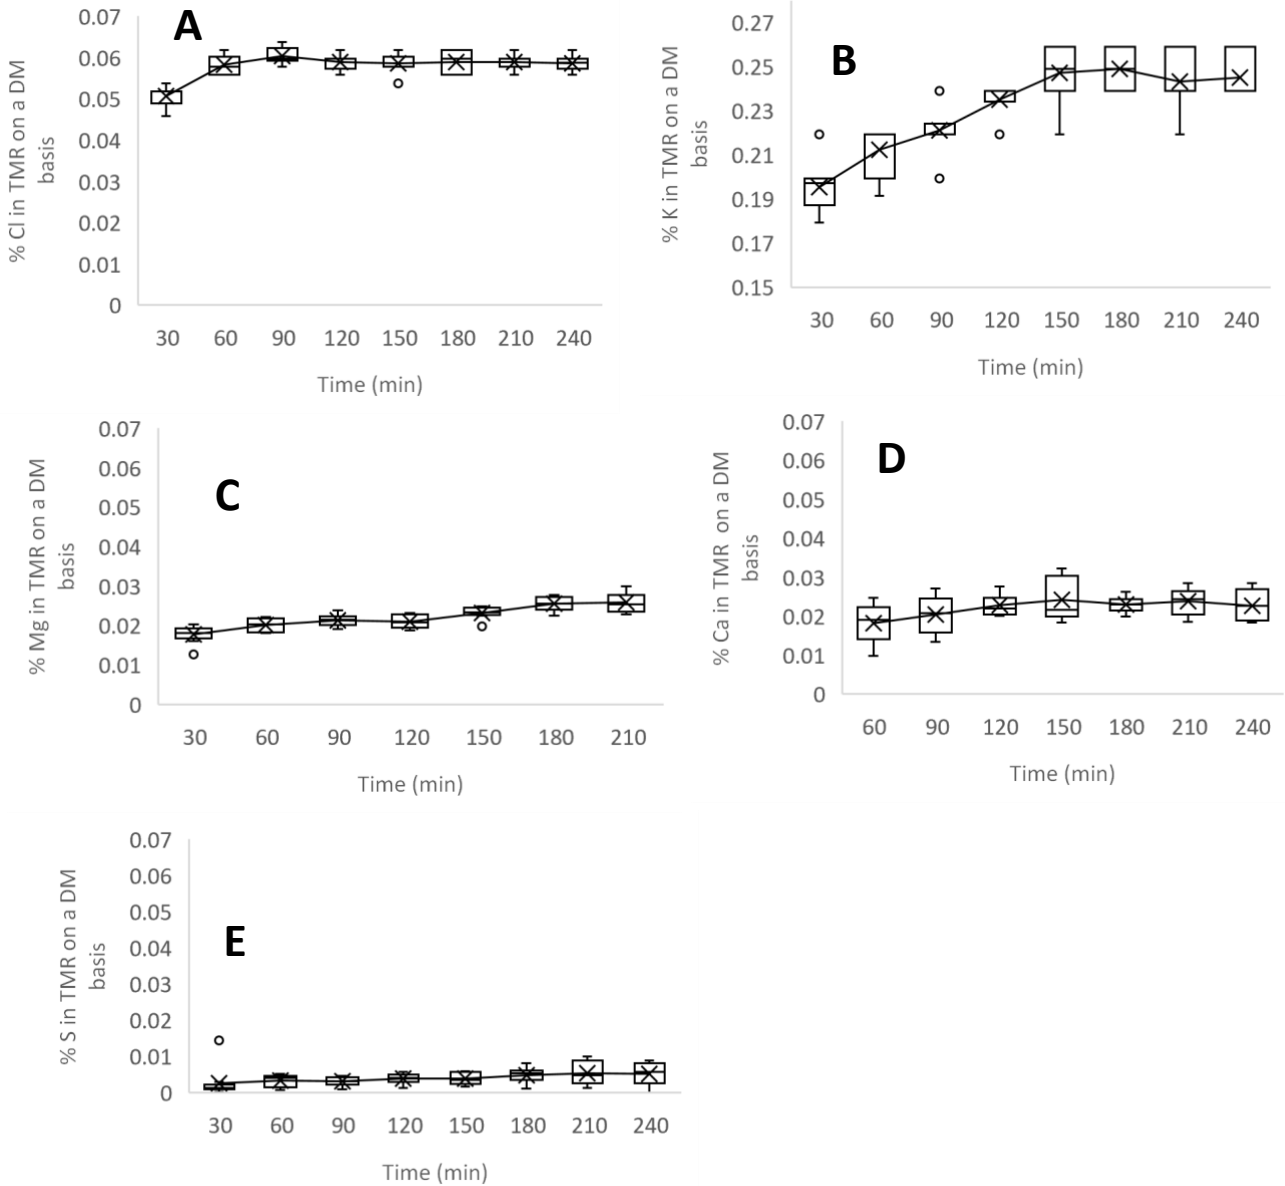 A
% Cl in TMR on a DM
basis
0.07
0.06
0.05
0.04
0.03
0.02
0.01
0
30 60 90 120 150 180 210 240
Time (min)
B
% K in TMR on a DM
basis
0.27
0.25
0.23
0.21
0.19
0.17
0.15
30 60 90 120 150 180 210 240
Time (min)
C
% Mg in TMR on a DM
basis
0.07
0.06
0.05
0.04
0.03
0.02
0.01
0
30 60 90 120 150 180 210
Time (min)
D
% Ca in TMR on a DM
basis
0.07
0.06
0.05
0.04
0.03
0.02
0.01
0
60 90 120 150 180 210 240
Time (min)
E
% S in TMR on a DM
basis
0.07
0.06
0.05
0.04
0.03
0.02
0.01
0
30 60 90 120 150 180 210 240
Time (min)